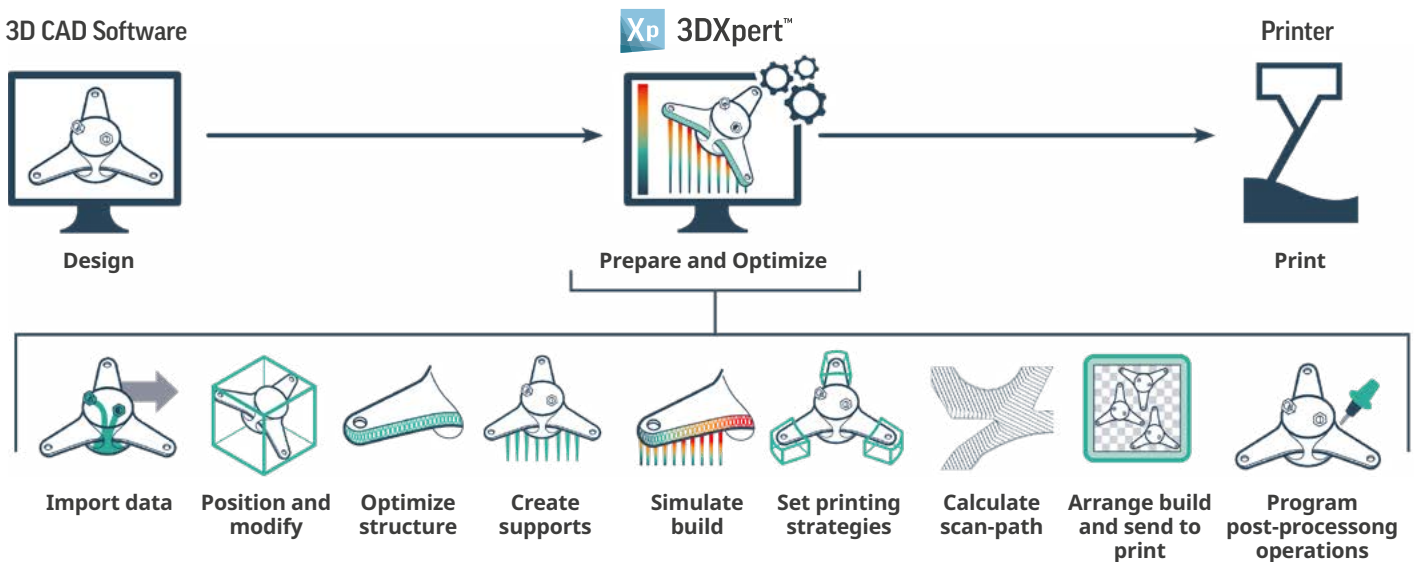 3D CAD Software
Xp 3DXpert™
Printer
Design
Prepare and Optimize
Print
Import data
Position and
modify
Optimize
structure
Create
supports
Simulate
build
Set printing
strategies
Calculate
scan-path
Arrange build
and send to
print
Program
post-processong
operations